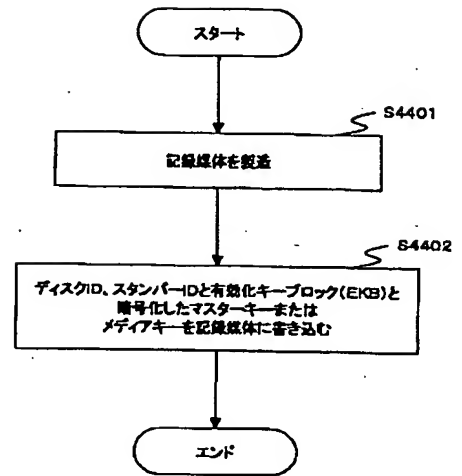 スタート
S4401
記録媒体を製造
S4402
ディスクID、スタンパーIDと有効化キーブロック(EKB)と
暗号化したマスターキーまたは
メディアキーを記録媒体に書き込む
エンド